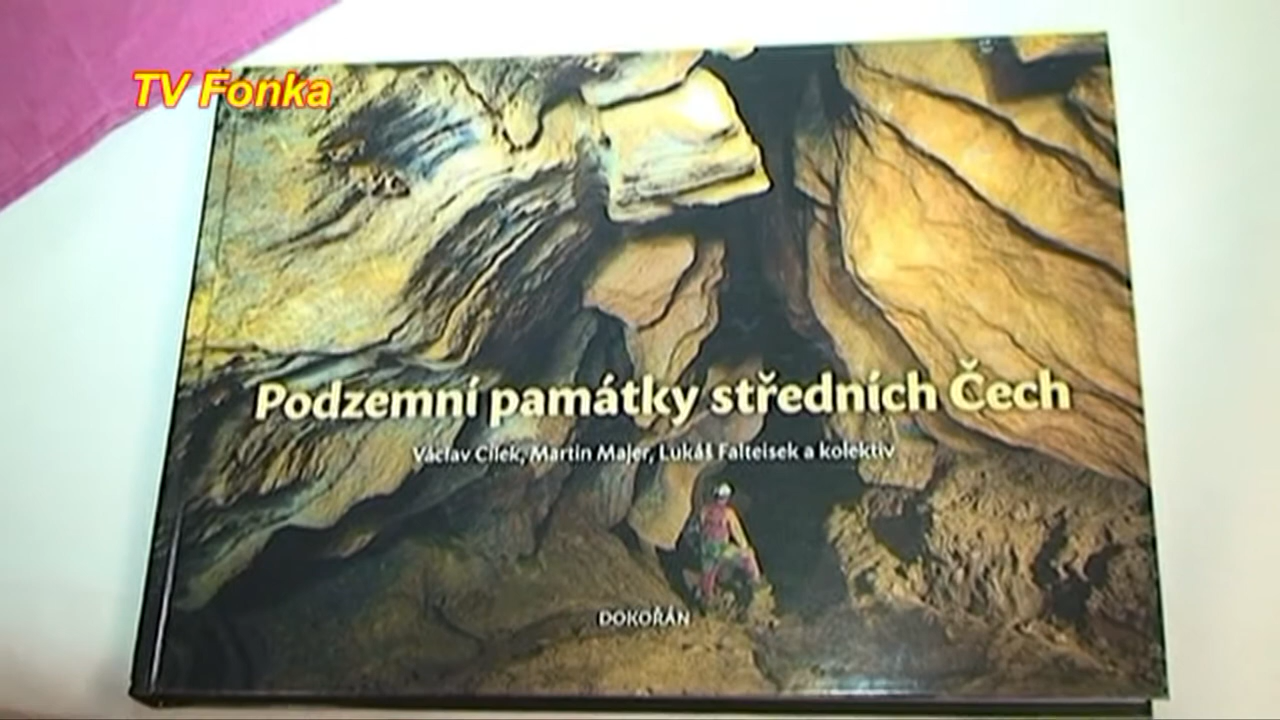 TV Fonka
Podzemní památky středních Čech
Václav Cílek, Martin Majer, Lukáš Falteisek a kolektiv
DOKOŘÁN